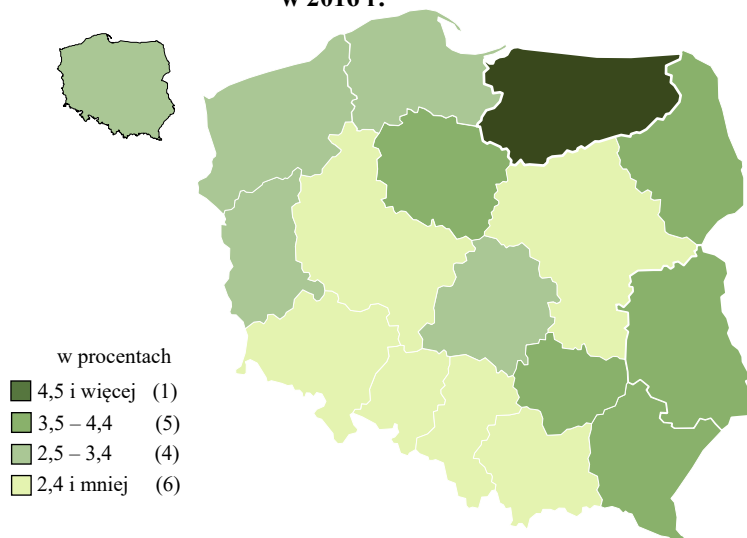 w 2016 r.
w procentach
4,5 i więcej (1)
3,5 – 4,4 (5)
2,5 – 3,4 (4)
2,4 i mniej (6)